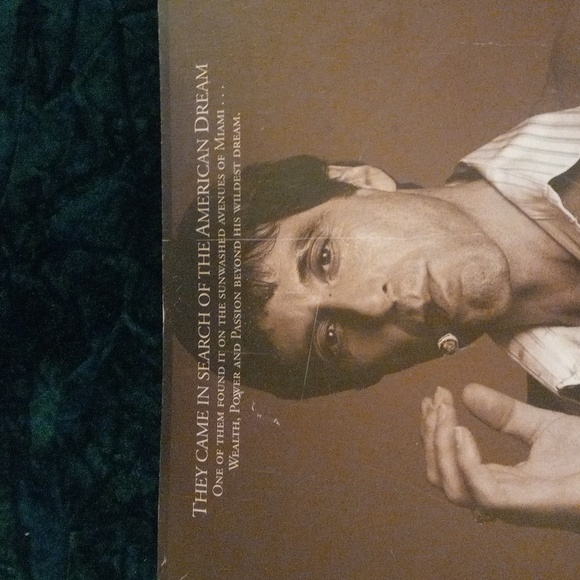 They came in search of the American Dream
One of them found it on the sunwashed avenues of Miami . . .
Wealth, Power and Passion beyond his wildest dream.